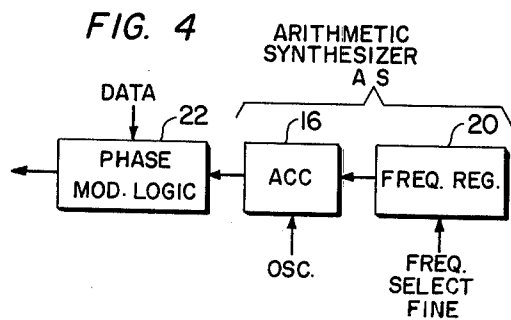 FIG. 4
ARITHMETIC
SYNTHESIZER
A S
DATA
22
16
20
PHASE
MOD. LOGIC
ACC
FREQ. REG.
OSC.
FREQ.
SELECT
FINE